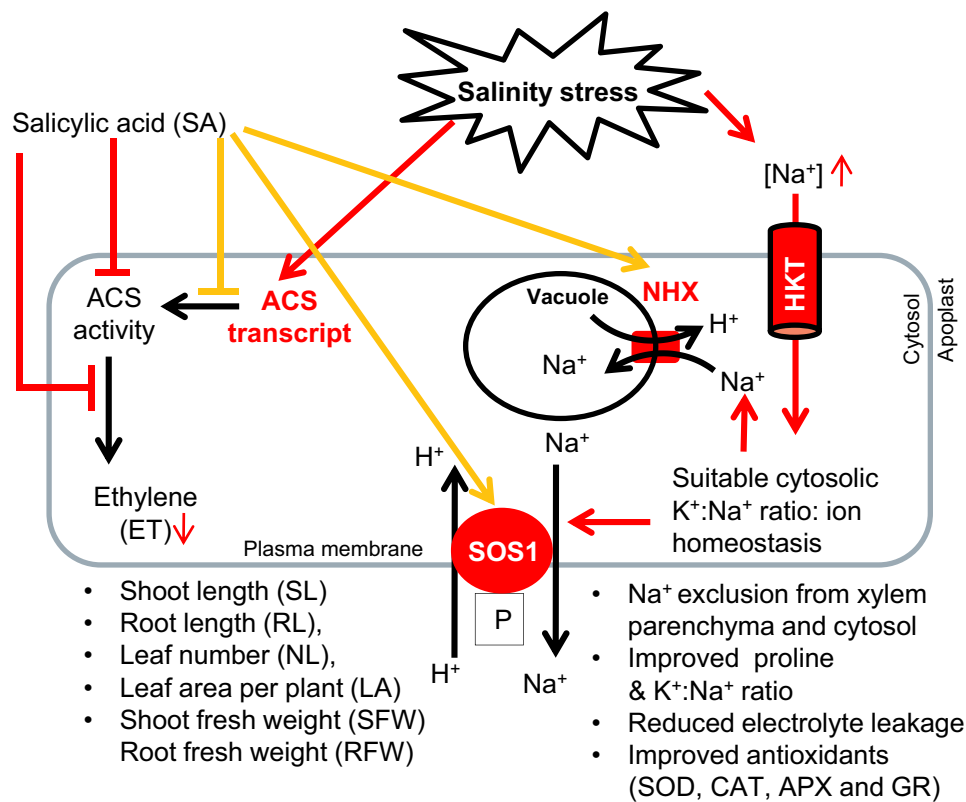 Salinity stress
Salicylic acid (SA)
[Na⁺]
HKT
Cytosol
Apoplast
ACS
activity
ACS
transcript
Vacuole
NHX
H⁺
Na⁺
Na⁺
Na⁺
H⁺
Ethylene
(ET)
Suitable cytosolic
K⁺:Na⁺ ratio: ion
homeostasis
Plasma membrane
SOS1
P
H⁺
Na⁺
• Shoot length (SL)
• Root length (RL),
• Leaf number (NL),
• Leaf area per plant (LA)
• Shoot fresh weight (SFW)
Root fresh weight (RFW)
• Na⁺ exclusion from xylem
parenchyma and cytosol
• Improved proline
& K⁺:Na⁺ ratio
• Reduced electrolyte leakage
• Improved antioxidants
(SOD, CAT, APX and GR)